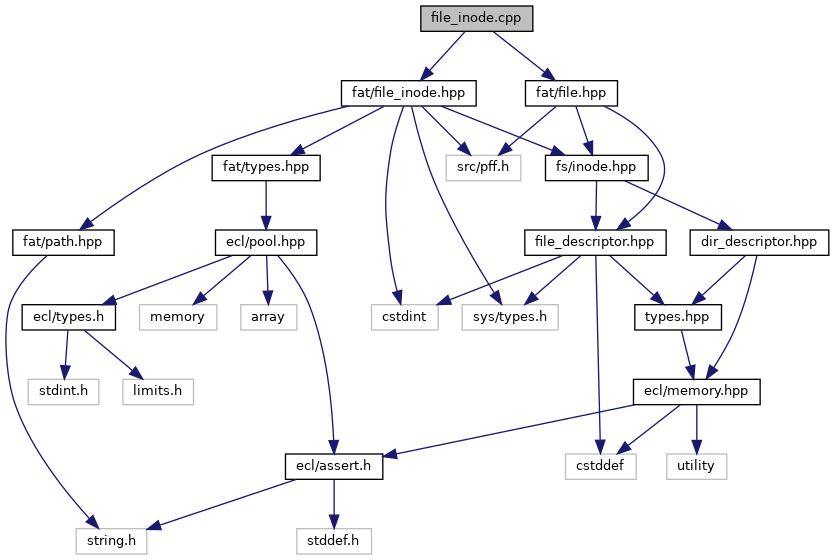 file_inode.cpp
fat/file_inode.hpp
fat/file.hpp
fat/types.hpp
src/pff.h
fs/inode.hpp
fat/path.hpp
ecl/pool.hpp
file_descriptor.hpp
dir_descriptor.hpp
ecl/types.h
memory
array
cstdint
sys/types.h
types.hpp
stdint.h
limits.h
ecl/memory.hpp
ecl/assert.h
cstddef
utility
string.h
stddef.h